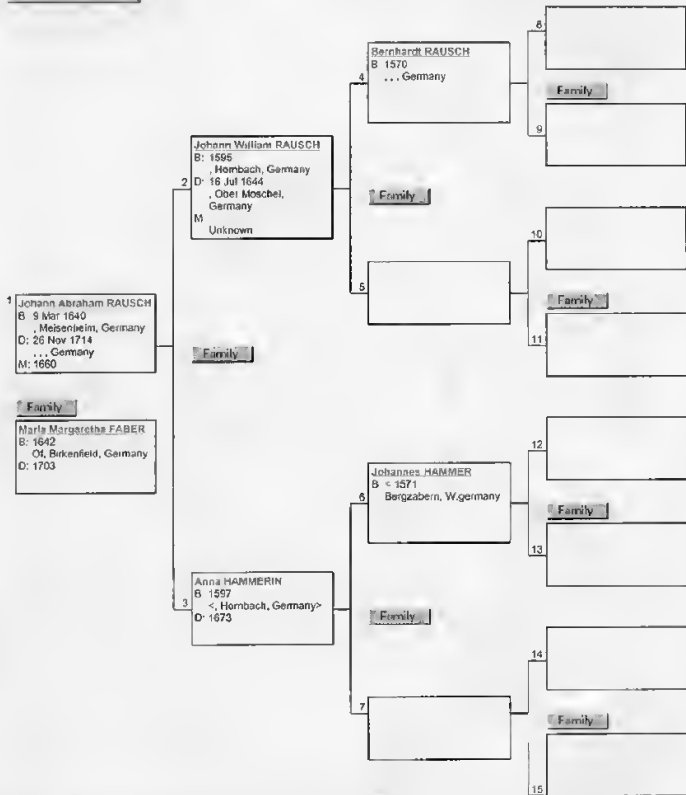 1
Johann Abraham RAUSCH
B 9 Mar 1640
, Meisenheim, Germany
D: 26 Nov 1714
, , , Germany
M: 1660
Family
Maria Margaretha FABER
B: 1642
Of, Birkenfield, Germany
D: 1703
2
Johann William RAUSCH
B: 1595
, Hornbach, Germany
D: 16 Jul 1644
, Ober Moschel,
Germany
M
Unknown
Family
3
Anna HAMMERIN
B 1597
<, Hornbach, Germany>
D: 1673
4
Bernhardt RAUSCH
B 1570
, , , Germany
Family
5
6
Johannes HAMMER
B < 1571
Bergzabern, W.germany
Family
7
8
Family
9
10
Family
11
12
Family
13
14
Family
15